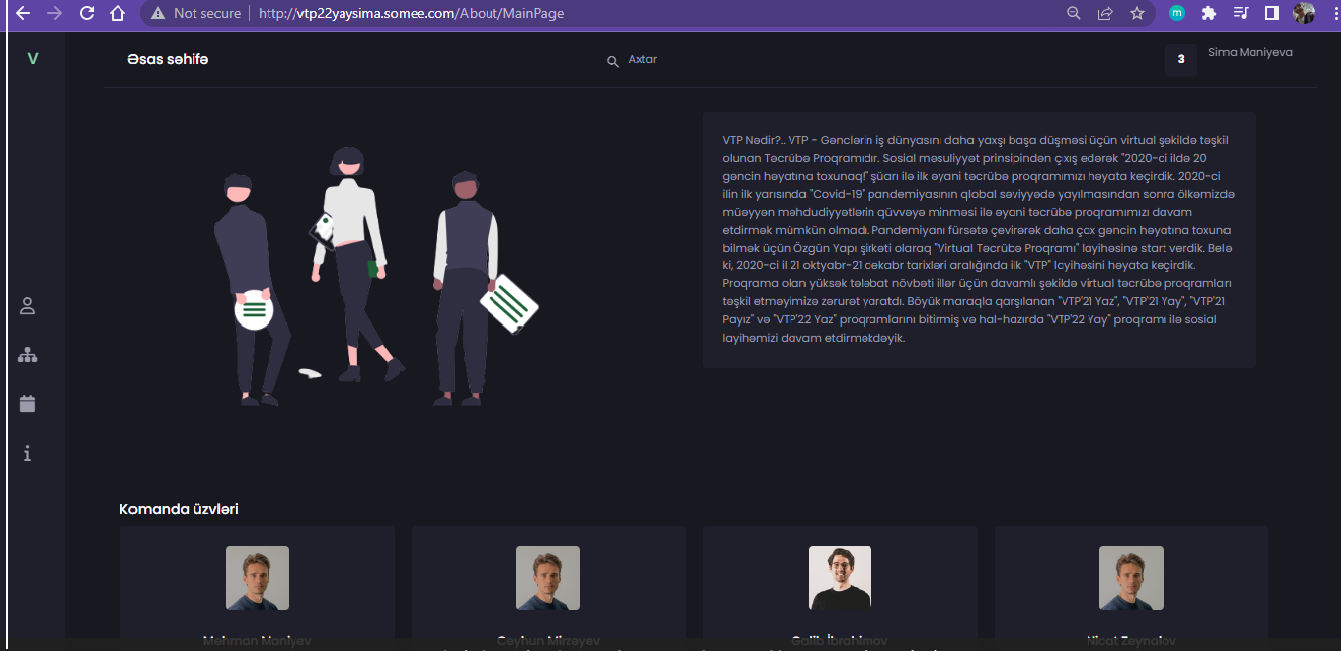 Not secure | http://vtp22yaysima.somee.com/About/MainPage
m
V
Əsas səhifə
Axtar
3
Sima Maniyeva
VTP Nədir?.. VTP - Gənclərin iş dünyasını daha yaxşı başa düşməsi üçün virtual şəkildə təşkil
olunan Təcrübə Proqramıdır. Sosial məsuliyyət prinsipindən çıxış edərək "2020-ci ildə 20
gəncin həyatına toxunaq!" şüarı ilə ilk əyani təcrübə proqramımızı həyata keçirdik. 2020-ci
ilin ilk yarısında "Covid-19" pandemiyasının qlobal səviyyədə yayılmasından sonra ölkəmizdə
müəyyən məhdudiyyətlərin qüvvəyə minməsi ilə əyani təcrübə proqramımızı davam
etdirmək mümkün olmadı. Pandemiyanı fürsətə çevirərək daha çox gəncin həyatına toxuna
bilmək üçün Özgün Yapı şirkəti olaraq "Virtual Təcrübə Proqramı" layihəsinə start verdik. Belə
ki, 2020-ci il 21 oktyabr-21 dekabr tarixləri aralığında ilk "VTP" layihəsini həyata keçirdik.
Proqrama olan yüksək tələbat növbəti illər üçün davamlı şəkildə virtual təcrübə proqramları
təşkil etməyimizə zərurət yaratdı. Böyük maraqla qarşılanan "VTP'21 Yaz", "VTP'21 Yay", "VTP'21
Payız" və "VTP'22 Yaz" proqramlarını bitirmiş və hal-hazırda "VTP'22 Yay" proqramı ilə sosial
layihəmizi davam etdirməkdəyik.
Komanda üzvləri
Mehman Maniyev
Ceyhun Mirzəyev
Galib İbrahimov
Nicat Zeynalov